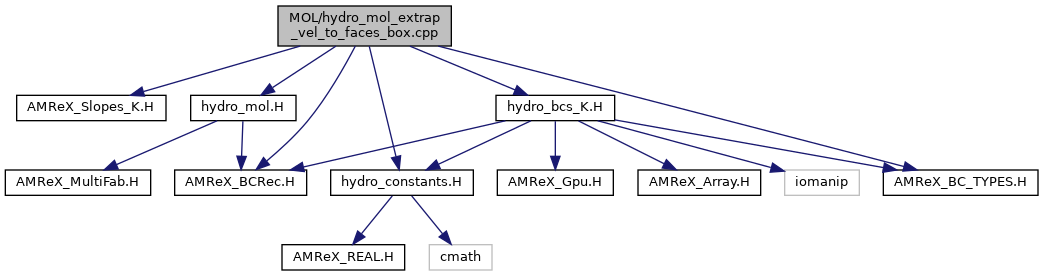 MOL/hydro_mol_extrap
_vel_to_faces_box.cpp
AMReX_Slopes_K.H
hydro_mol.H
hydro_bcs_K.H
AMReX_MultiFab.H
AMReX_BCRec.H
hydro_constants.H
AMReX_Gpu.H
AMReX_Array.H
iomanip
AMReX_BC_TYPES.H
AMReX_REAL.H
cmath